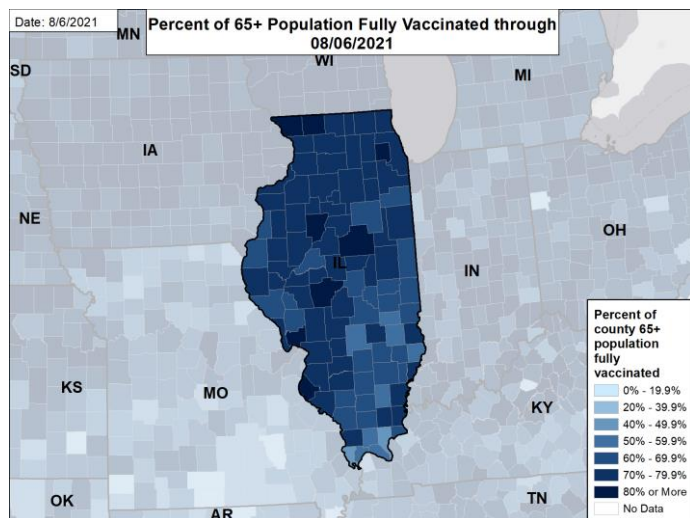 Date: 8/6/2021
Percent of 65+ Population Fully Vaccinated through
08/06/2021
MN
WI
SD
MI
IA
NE
OH
IL
IN
KS
MO
KY
OK
AR
TN
Percent of
county 65+
population
fully
vaccinated
0% - 19.9%
20% - 39.9%
40% - 49.9%
50% - 59.9%
60% - 69.9%
70% - 79.9%
80% or More
No Data